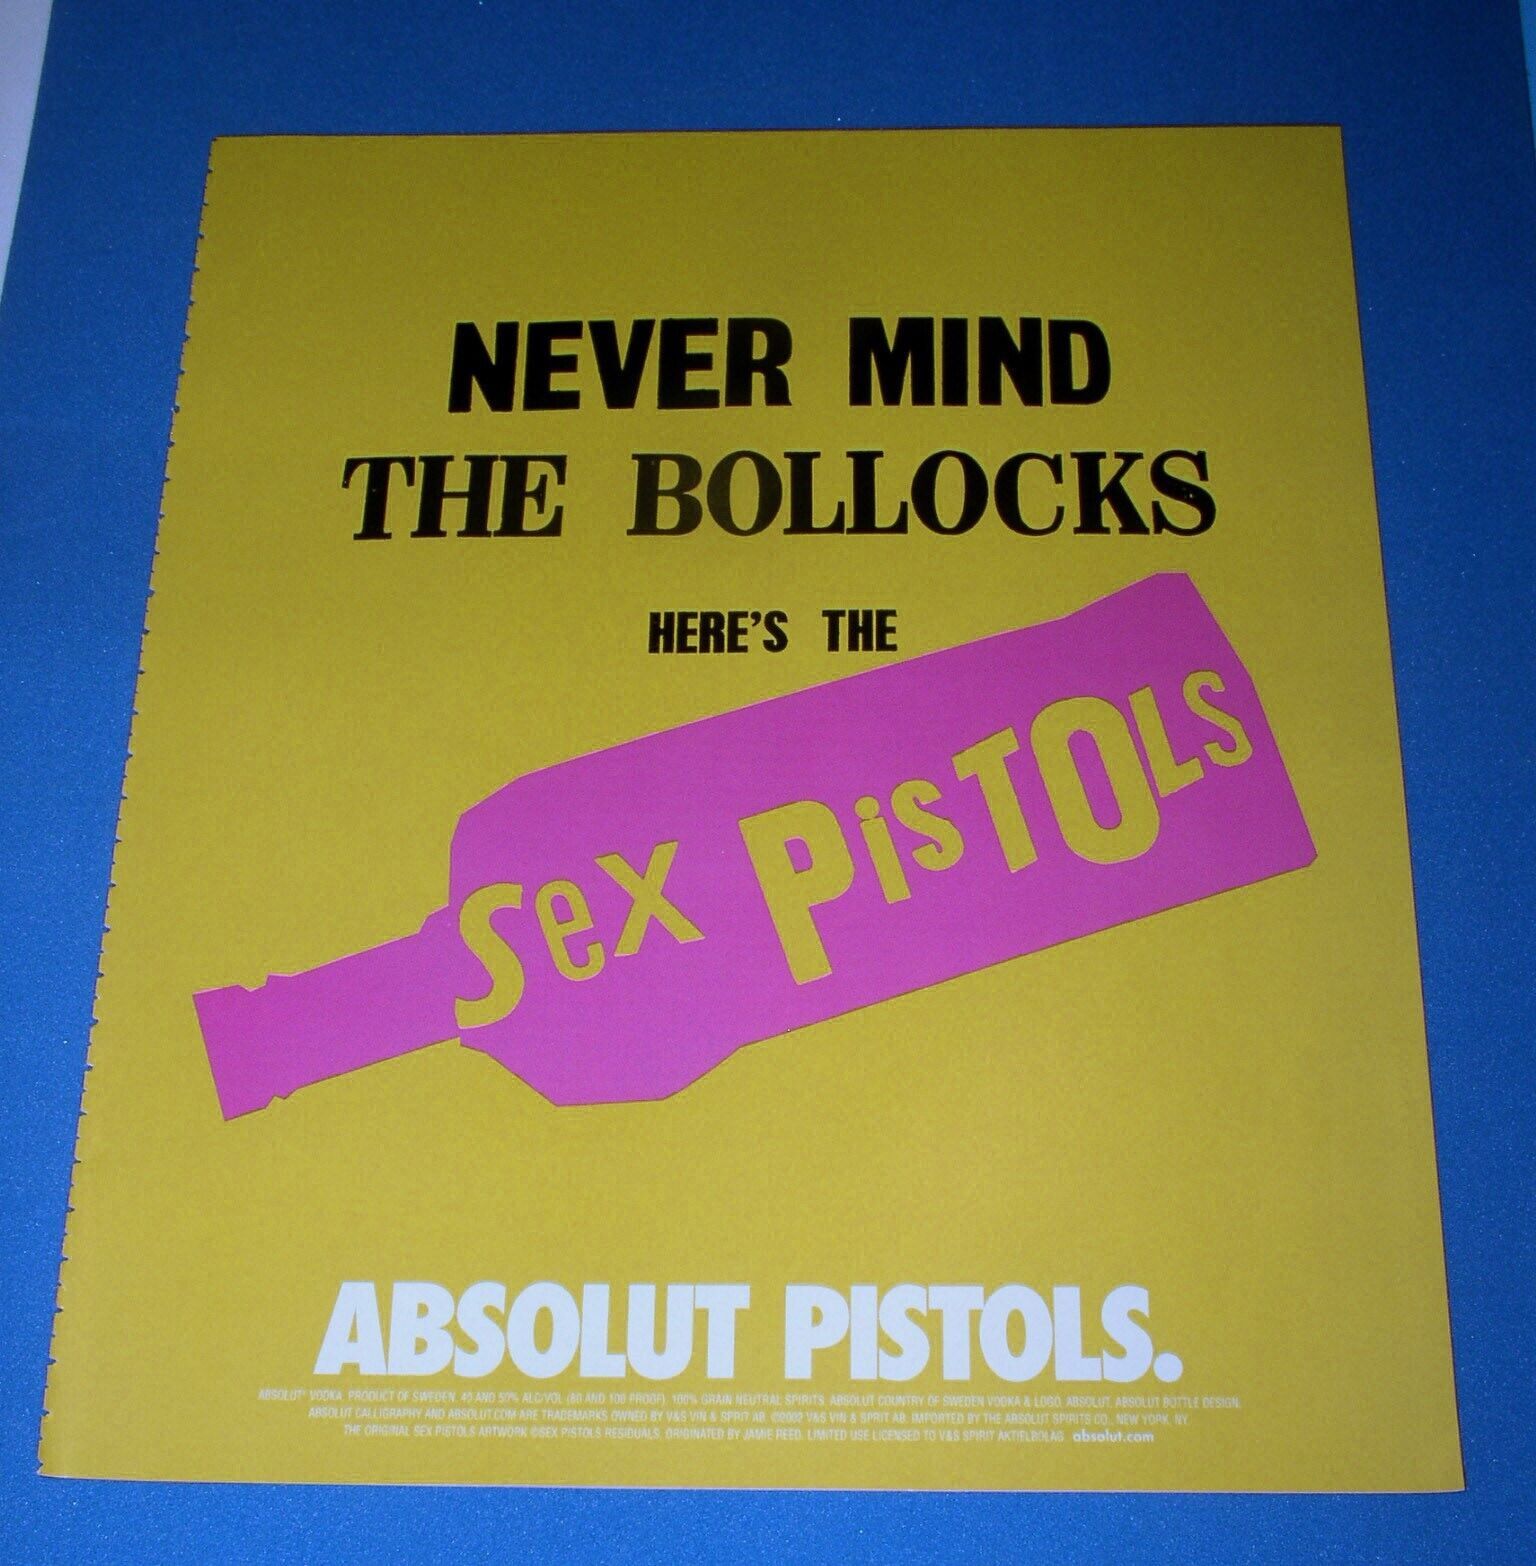 NEVER MIND
THE BOLLOCKS
HERE'S THE
Sex PisTOLS
ABSOLUT PISTOLS.
ABSOLUT® VODKA. PRODUCT OF SWEDEN. 40 AND 50% ALC/VOL (80 AND 100 PROOF). 100% GRAIN NEUTRAL SPIRITS. ABSOLUT COUNTRY OF SWEDEN VODKA & LOGO, ABSOLUT, ABSOLUT BOTTLE DESIGN,
ABSOLUT CALLIGRAPHY AND ABSOLUT.COM ARE TRADEMARKS OWNED BY V&S VIN & SPRIT AB. ©2002 V&S VIN & SPRIT AB. IMPORTED BY THE ABSOLUT SPIRITS CO., NEW YORK, NY.
THE ORIGINAL SEX PISTOLS ARTWORK ©SEX PISTOLS RESIDUALS. ORIGINATED BY JAMIE REED. LIMITED USE LICENSED TO V&S SPIRIT AKTIELBOLAG. absolut.com